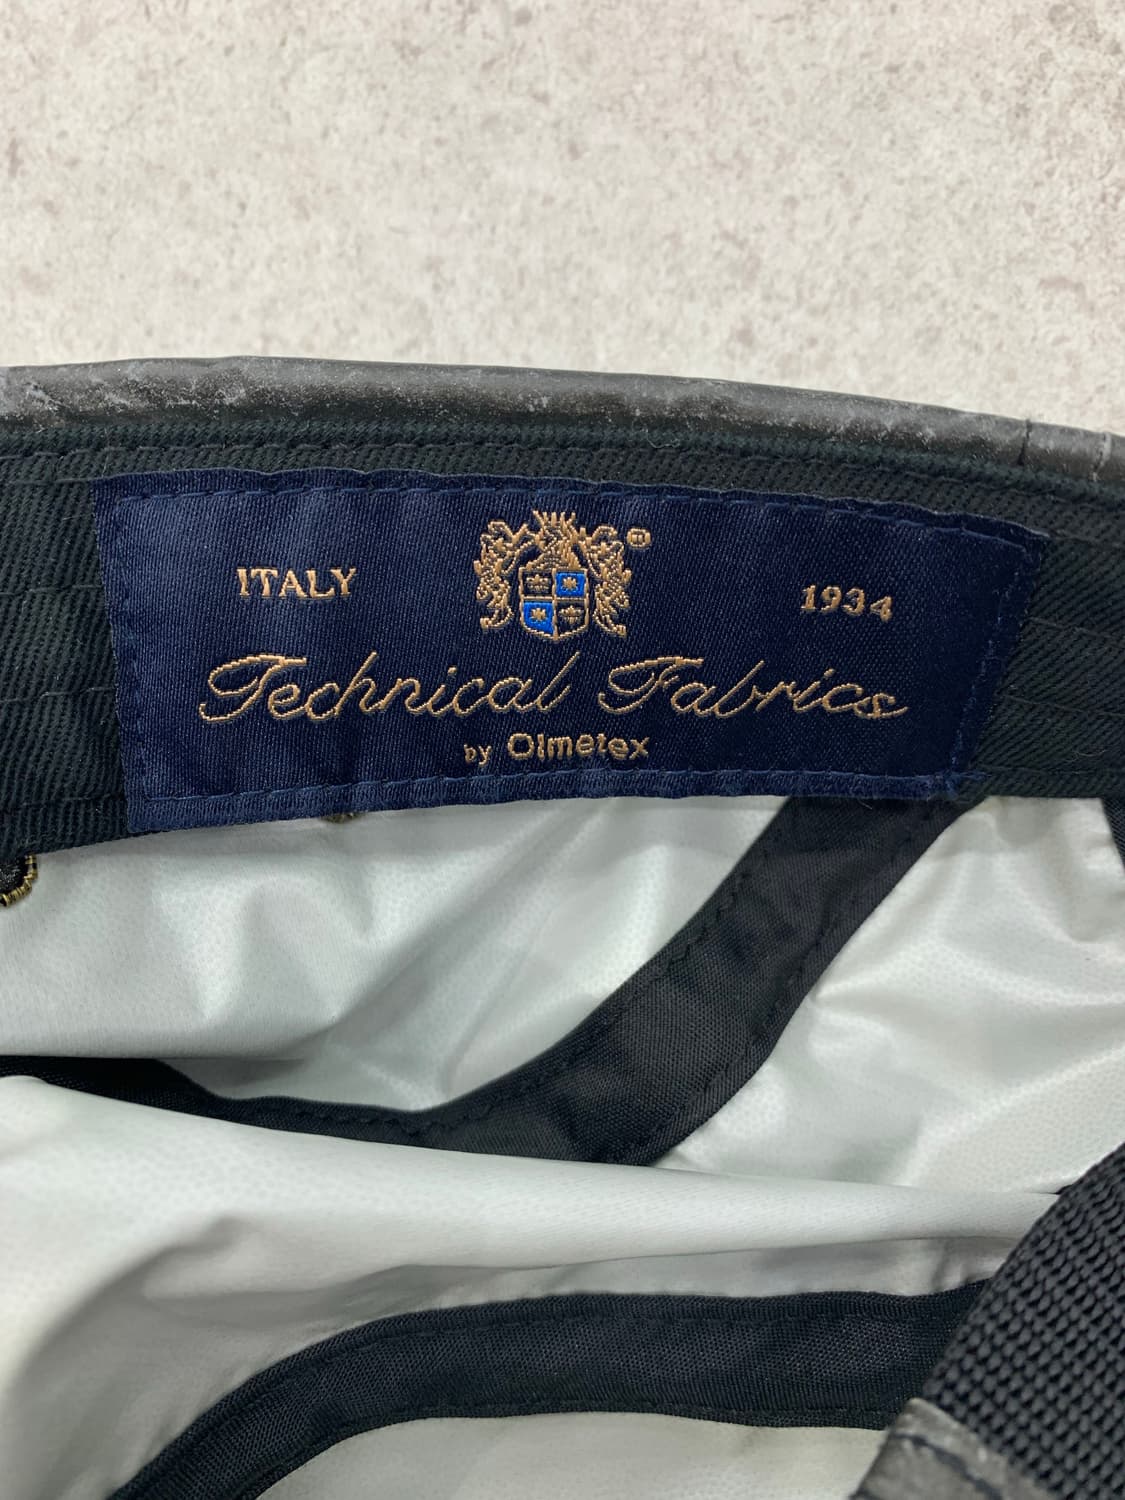 ITALY ® 1934
Technical Fabrics
by Olmetex